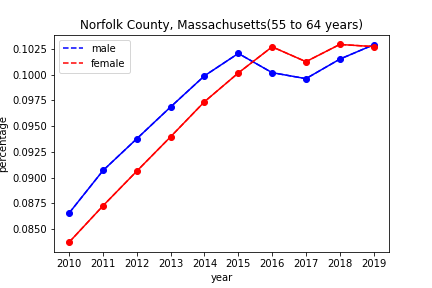 Norfolk County, Massachusetts(55 to 64 years)
male
female
0.1025
0.1000
0.0975
0.0950
0.0925
0.0900
0.0875
0.0850
percentage
2010 2011 2012 2013 2014 2015 2016 2017 2018 2019
year